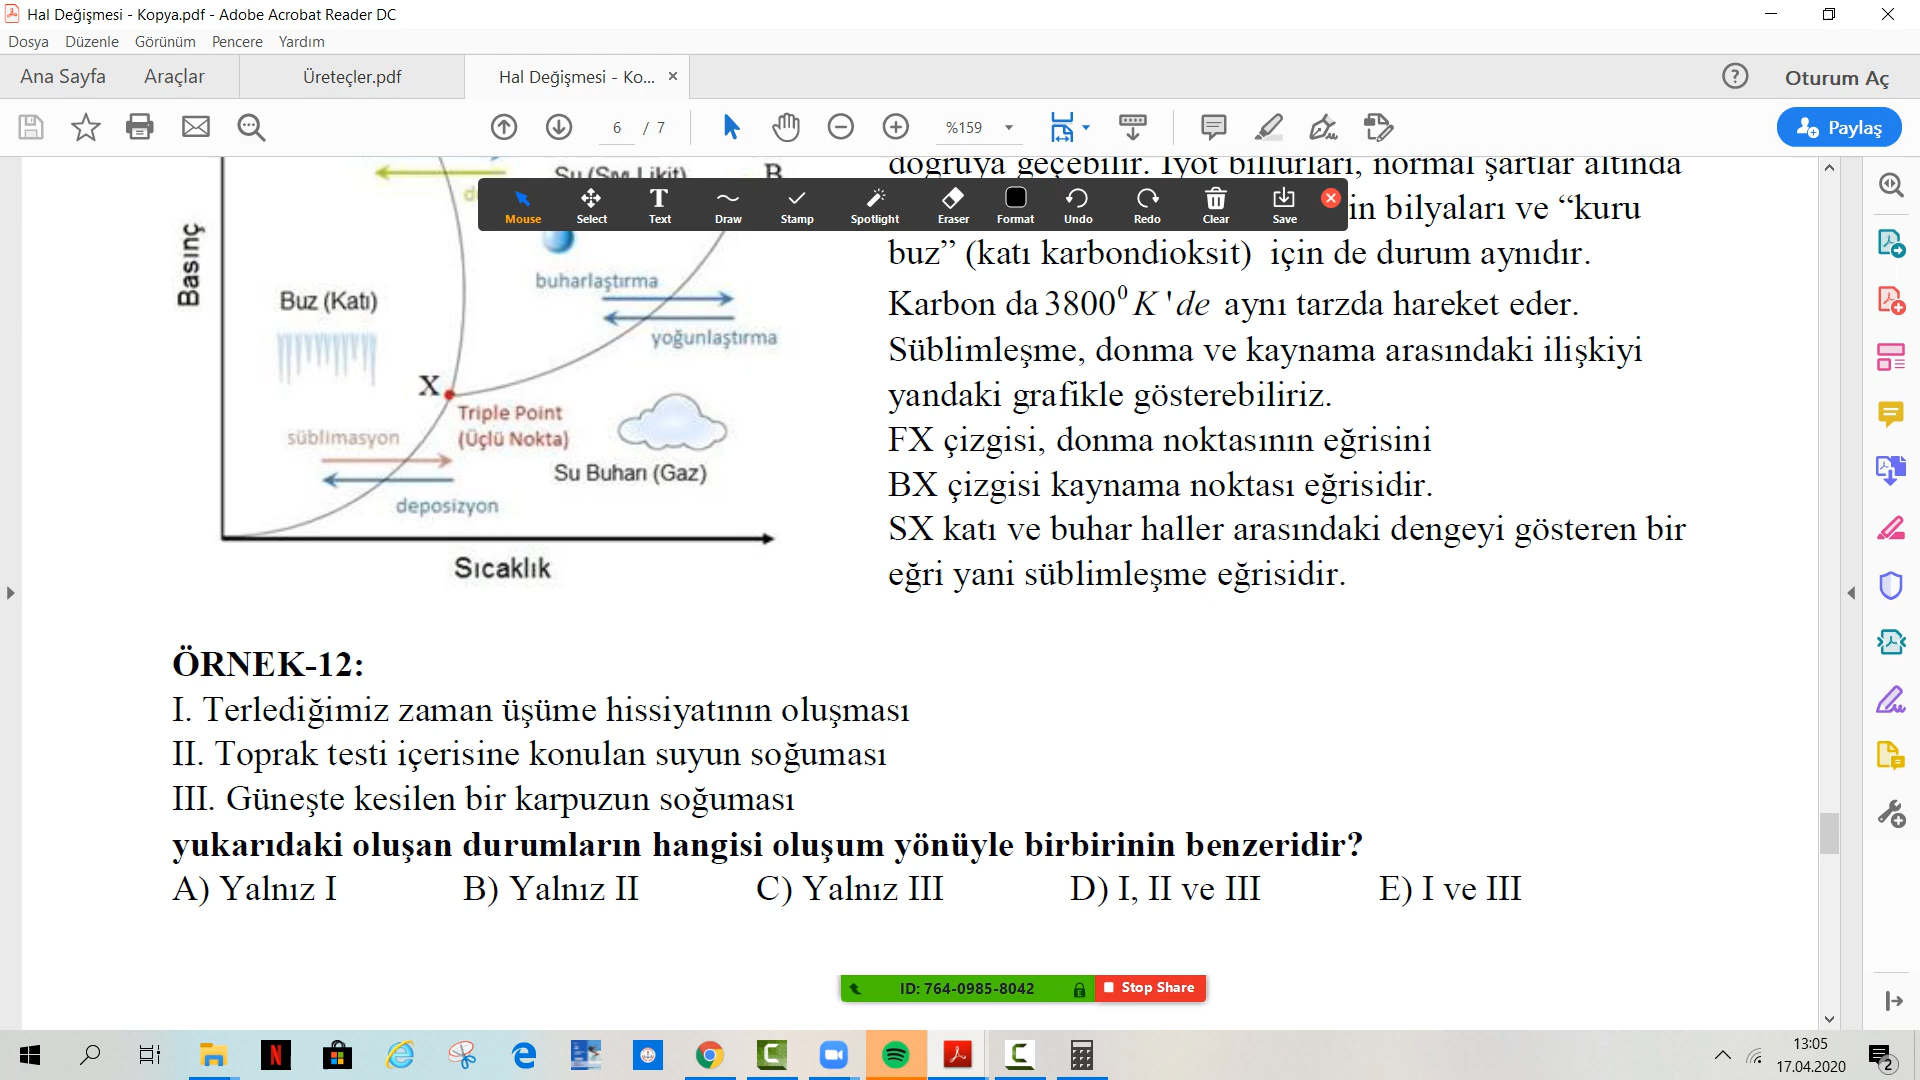 Hal Değişmesi - Kopya.pdf - Adobe Acrobat Reader DC
Dosya Düzenle Görünüm Pencere Yardım
Ana Sayfa Araçlar Üreteçler.pdf Hal Değişmesi - Ko... Oturum Aç
6 / 7 %159 Paylaş
doğruya geçebilir. İyot billurları, normal şartlar altında
B
Mouse Select Text Draw Stamp Spotlight Eraser Format Undo Redo Clear Save
in bilyaları ve “kuru
buz” (katı karbondioksit) için de durum aynıdır.
Karbon da 3800⁰ K 'de aynı tarzda hareket eder.
Süblimleşme, donma ve kaynama arasındaki ilişkiyi
yandaki grafikle gösterebiliriz.
FX çizgisi, donma noktasının eğrisini
BX çizgisi kaynama noktası eğrisidir.
SX katı ve buhar haller arasındaki dengeyi gösteren bir
eğri yani süblimleşme eğrisidir.
Basınç
buharlaştırma
Buz (Katı)
yoğunlaştırma
X
Triple Point
(Üçlü Nokta)
süblimasyon
Su Buharı (Gaz)
deposizyon
Sıcaklık
ÖRNEK-12:
I. Terlediğimiz zaman üşüme hissiyatının oluşması
II. Toprak testi içerisine konulan suyun soğuması
III. Güneşte kesilen bir karpuzun soğuması
yukarıdaki oluşan durumların hangisi oluşum yönüyle birbirinin benzeridir?
A) Yalnız I B) Yalnız II C) Yalnız III D) I, II ve III E) I ve III
ID: 764-0985-8042 Stop Share
13:05
17.04.2020
2